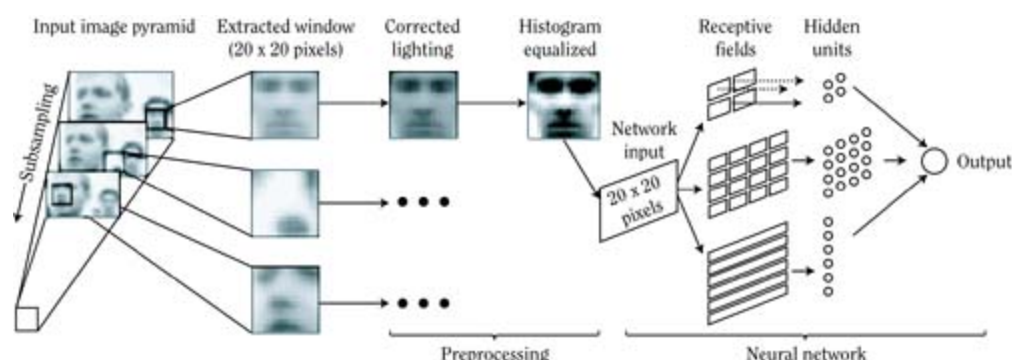 Input image pyramid
Extracted window
(20 x 20 pixels)
Corrected
lighting
Histogram
equalized
Receptive
fields
Hidden
units
Subsampling
Network
input
20 x 20
pixels
Output
Preprocessing
Neural network